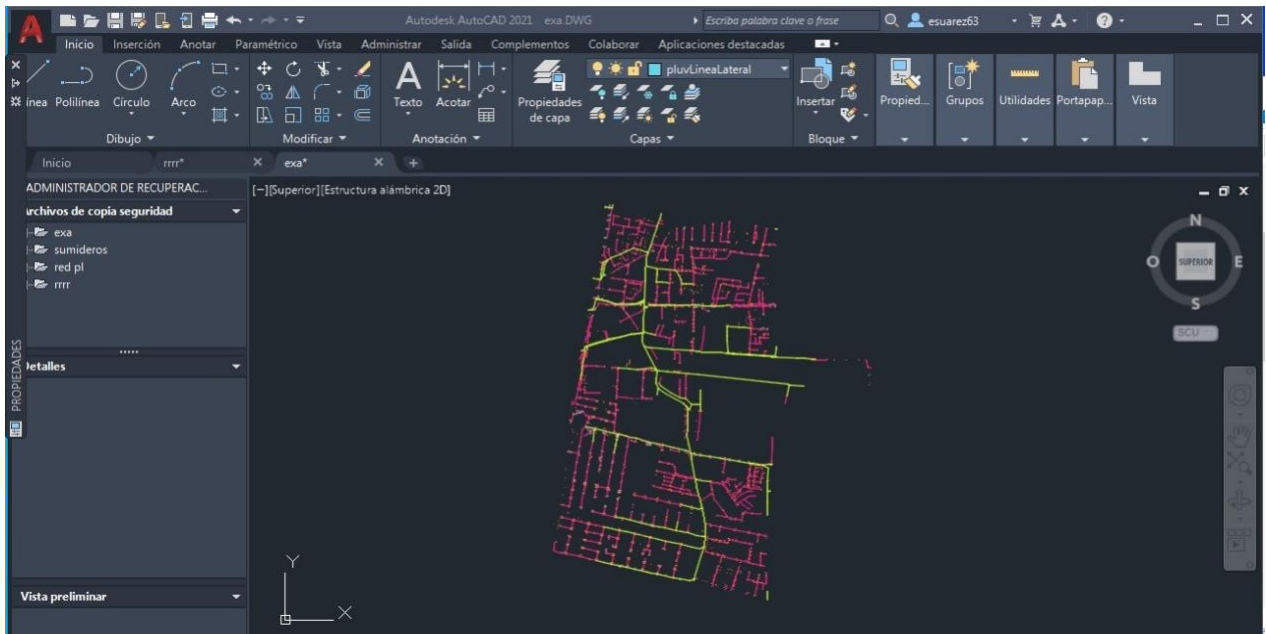 Autodesk AutoCAD 2021 exa.DWG
Escriba palabra clave o frase
esuarez63
Inicio Inserción Anotar Paramétrico Vista Administrar Salida Complementos Colaborar Aplicaciones destacadas
pluvLineaLateral
ínea Polilínea Círculo Arco
Texto Acotar
Propiedades
de capa
Insertar
Propied... Grupos Utilidades Portapap... Vista
Dibujo Modificar Anotación Capas Bloque
Inicio rrrr* exa* +
ADMINISTRADOR DE RECUPERAC...
[−][Superior][Estructura alámbrica 2D]
Archivos de copia seguridad
exa
sumideros
red pl
rrrr
Detalles
PROPIEDADES
Vista preliminar
N
O SUPERIOR E
S
SCU
Y
X